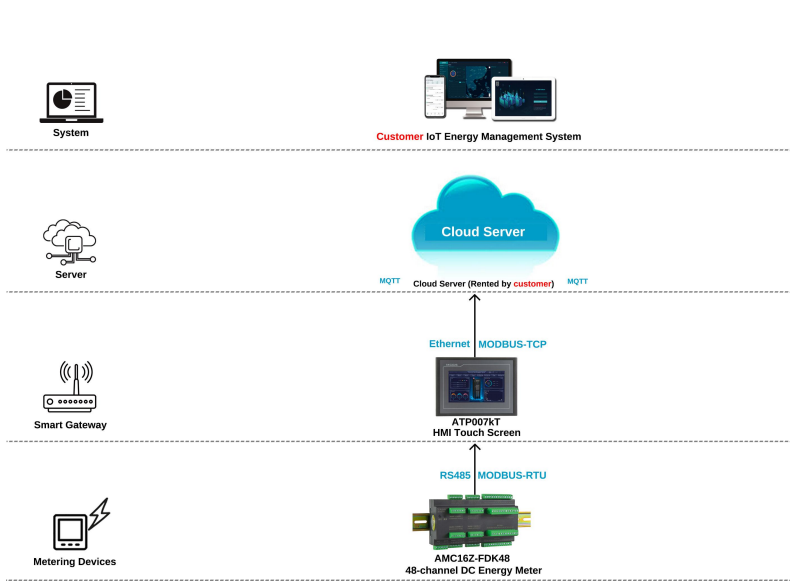 System
Customer IoT Energy Management System
Cloud Server
Server
MQTT
Cloud Server (Rented by customer)
MQTT
Ethernet
MODBUS-TCP
Smart Gateway
ATP007kT
HMI Touch Screen
RS485
MODBUS-RTU
Metering Devices
AMC16Z-FDK48
48-channel DC Energy Meter